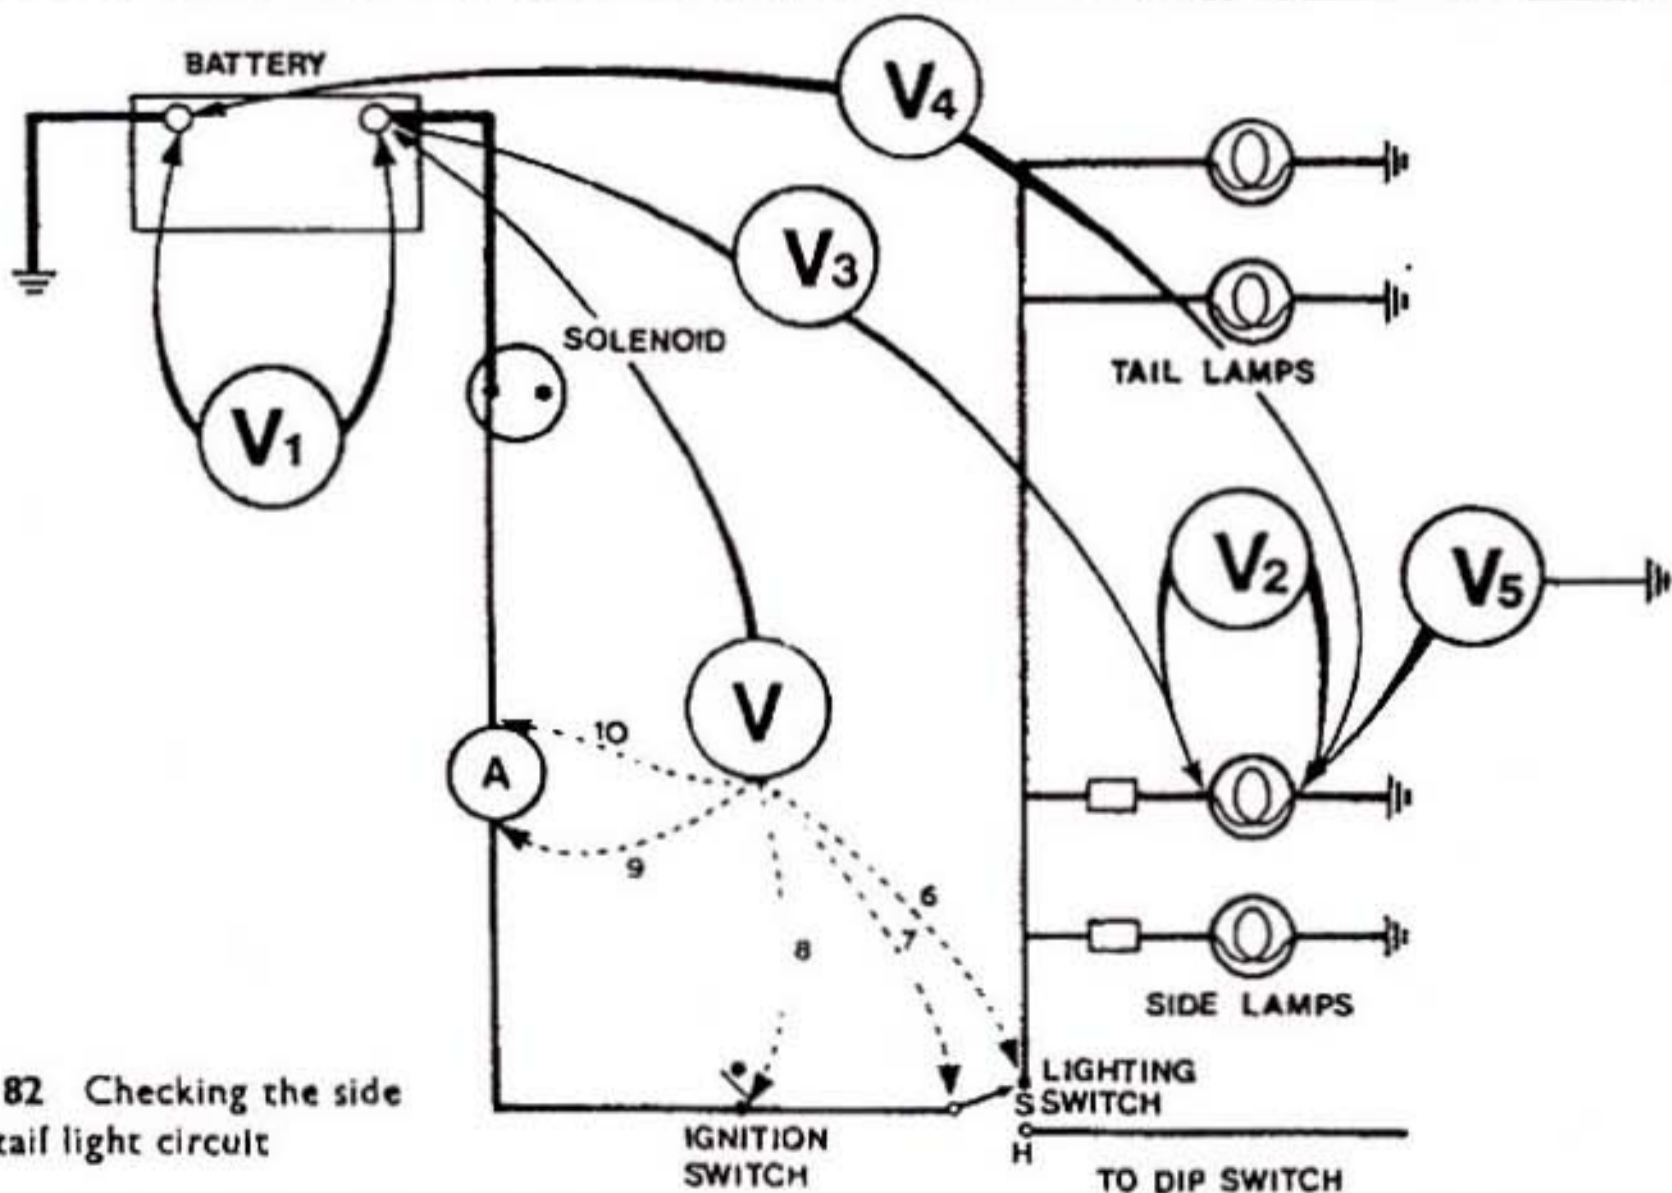 BATTERY
V4
V3
SOLENOID
TAIL LAMPS
V1
V2
V5
V
10
A
9
6
7
8
SIDE LAMPS
LIGHTING
S SWITCH
82 Checking the side
tail light circuit
IGNITION
SWITCH
H
TO DIP SWITCH